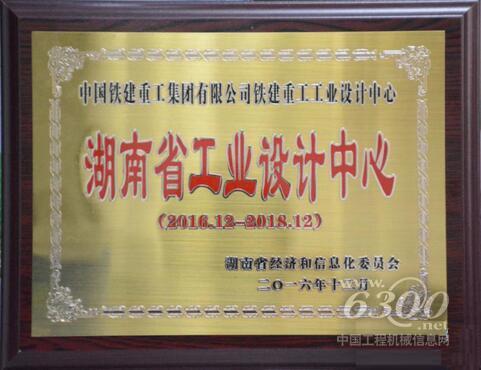 中国铁建重工集团有限公司铁建重工工业设计中心
湖南省工业设计中心
(2016.12-2018.12)
湖南省经济和信息化委员会
二〇一六年十二月
www.6300.net
中国工程机械信息网